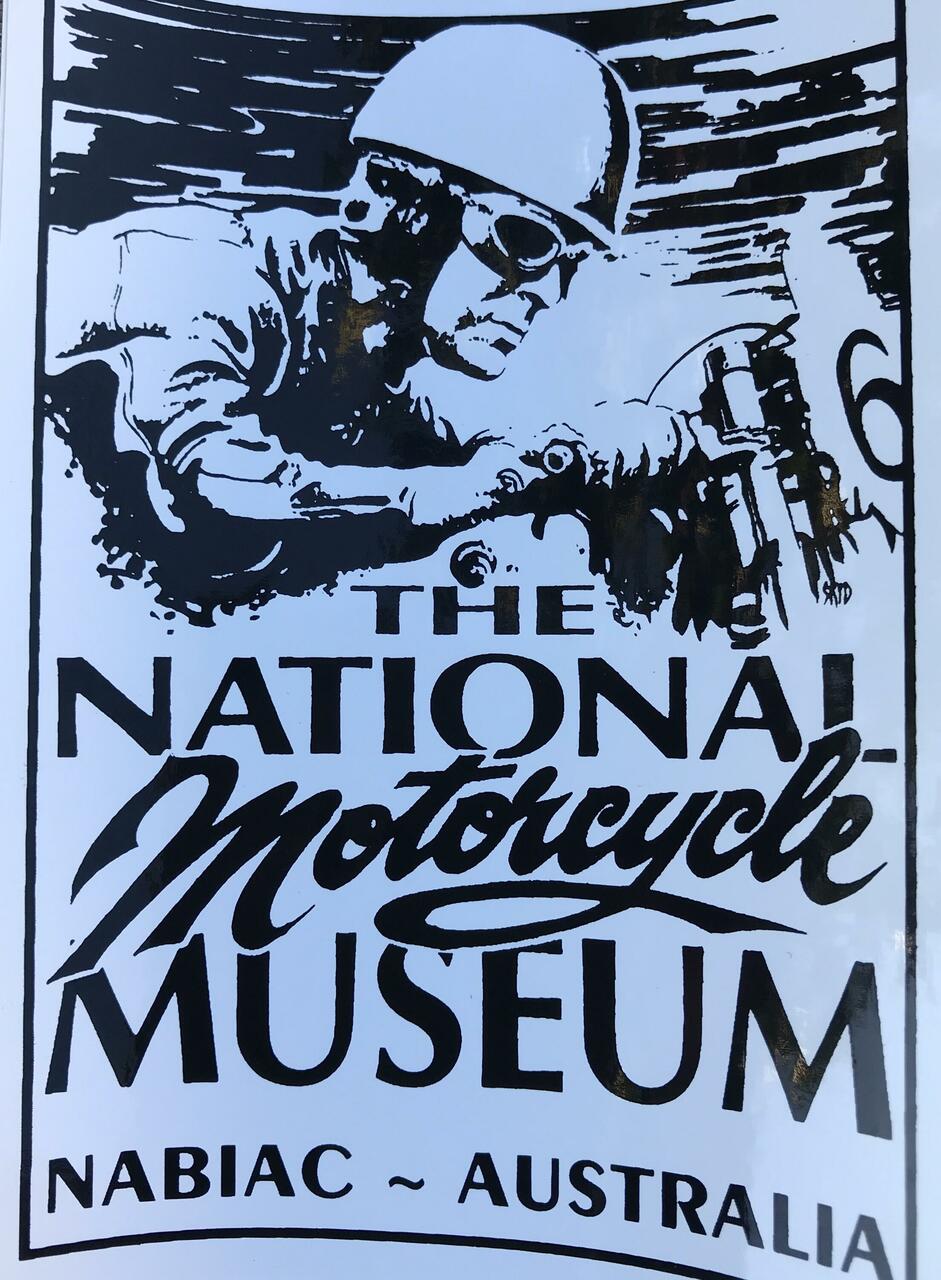 6
THE
NATIONAL
Motorcycle
MUSEUM
NABIAC ~ AUSTRALIA